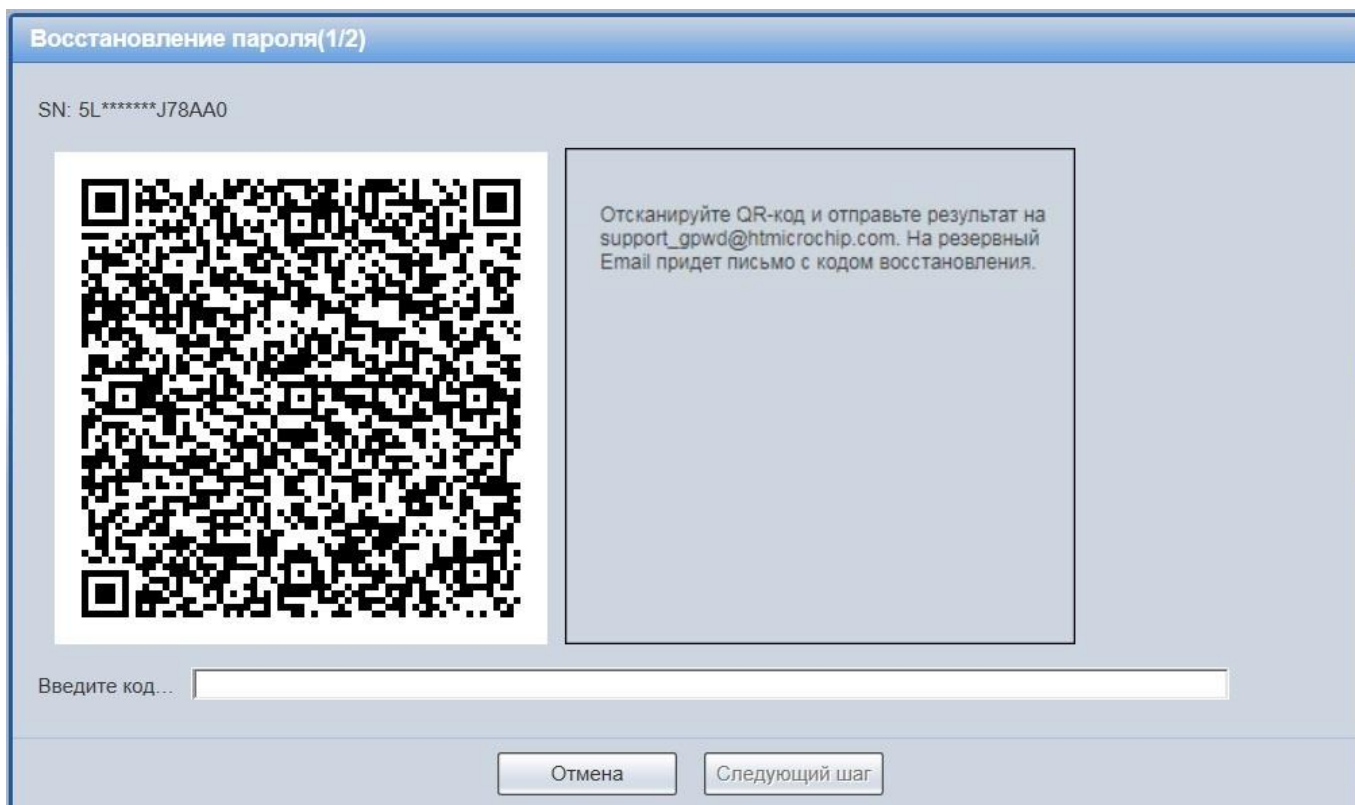 Восстановление пароля(1/2)
SN: 5L*******J78AA0
Отсканируйте QR-код и отправьте результат на
support_gpwd@htmicrochip.com. На резервный
Email придет письмо с кодом восстановления.
Введите код...
Отмена
Следующий шаг